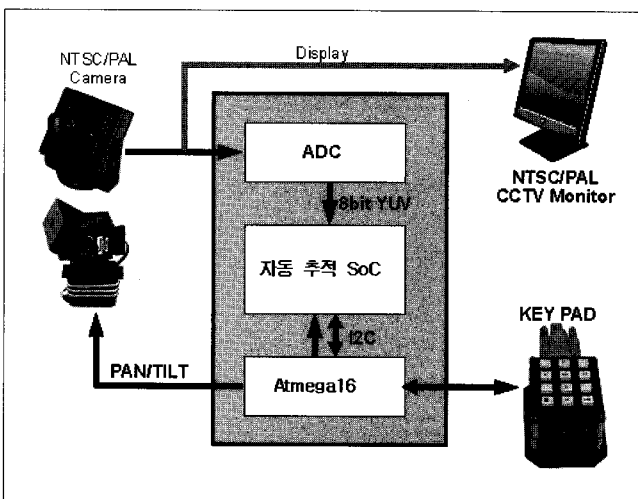 Display
NTSC/PAL
Camera
ADC
NTSC/PAL
CCTV Monitor
8bit YUV
자동 추적 SoC
KEY PAD
I2C
PAN/TILT
Atmega16